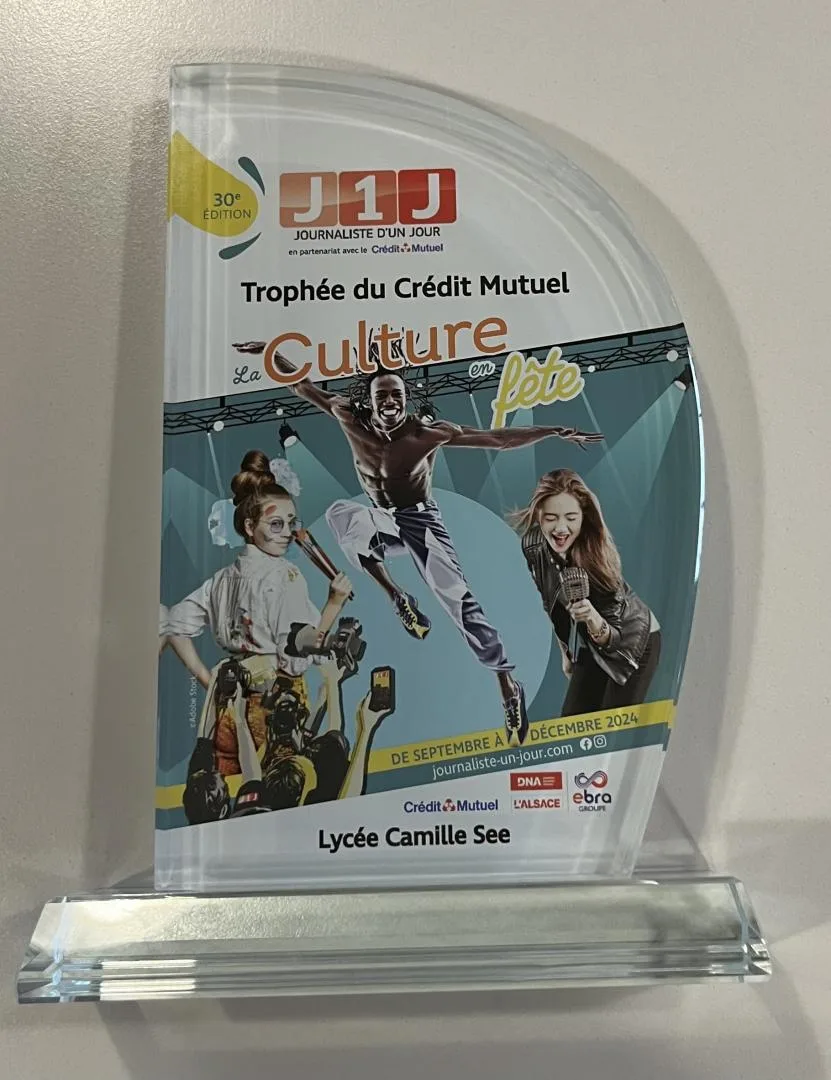 30e
ÉDITION
J1J
JOURNALISTE D'UN JOUR
en partenariat avec le Crédit Mutuel
Trophée du Crédit Mutuel
La Culture en fête
©Adobe Stock
J1J
DE SEPTEMBRE À DÉCEMBRE 2024
journaliste-un-jour.com
Crédit Mutuel
DNA
L'ALSACE
ebra
GROUPE
Lycée Camille See